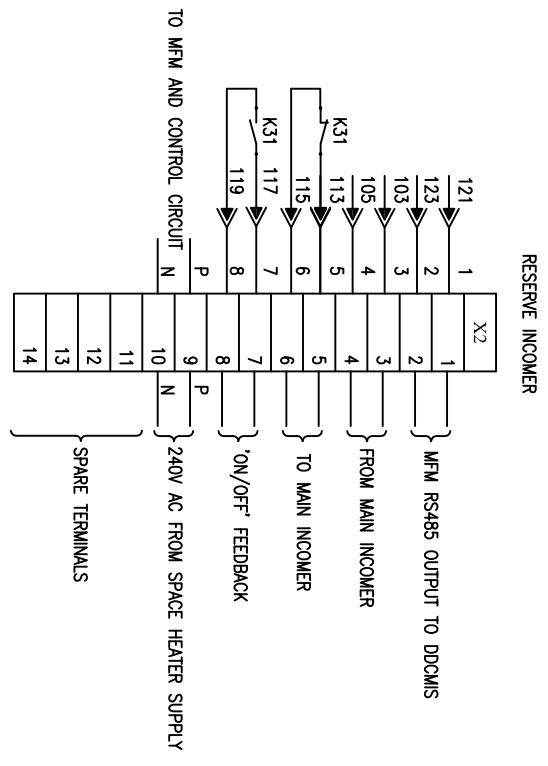 RESERVE INCOMER
X2
121 1 1
123 2 2
MFM RS485 OUTPUT TO DDCMIS
103 3 3
105 4 4
FROM MAIN INCOMER
K31
113 5 5
115 6 6
TO MAIN INCOMER
K31
117 7 7
119 8 8
'ON/OFF' FEEDBACK
TO MFM AND CONTROL CIRCUIT
P 9 P
N 10 N
240V AC FROM SPACE HEATER SUPPLY
11
12
13
14
SPARE TERMINALS